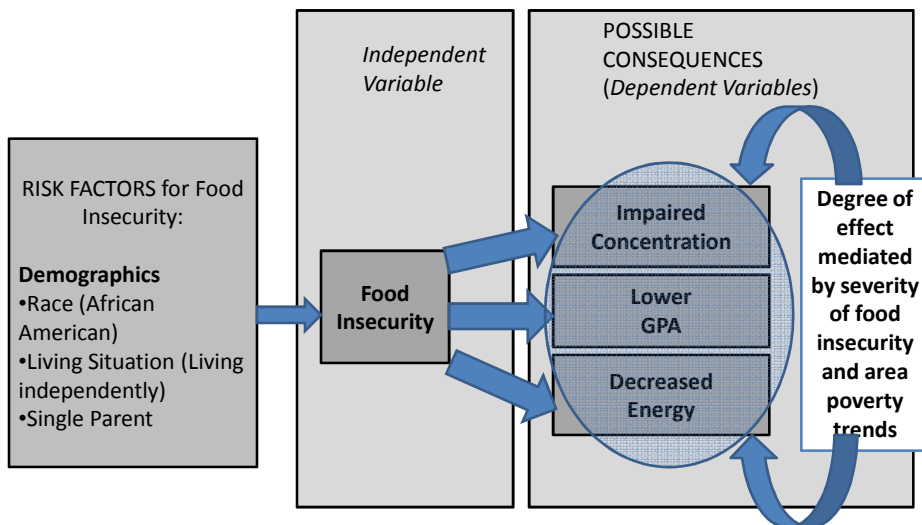 RISK FACTORS for Food
Insecurity:
Demographics
•Race (African
American)
•Living Situation (Living
independently)
•Single Parent
Independent
Variable
Food
Insecurity
POSSIBLE
CONSEQUENCES
(Dependent Variables)
Impaired
Concentration
Lower
GPA
Decreased
Energy
Degree of
effect
mediated
by severity
of food
insecurity
and area
poverty
trends